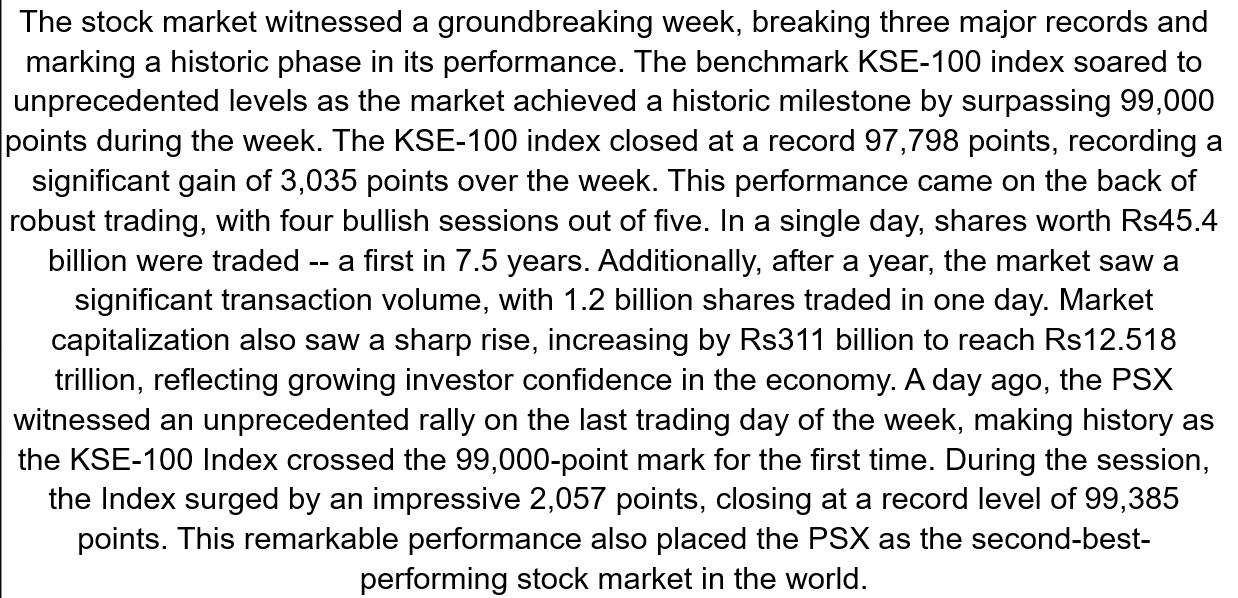 The stock market witnessed a groundbreaking week, breaking three major records and
marking a historic phase in its performance. The benchmark KSE-100 index soared to
unprecedented levels as the market achieved a historic milestone by surpassing 99,000
points during the week. The KSE-100 index closed at a record 97,798 points, recording a
significant gain of 3,035 points over the week. This performance came on the back of
robust trading, with four bullish sessions out of five. In a single day, shares worth Rs45.4
billion were traded -- a first in 7.5 years. Additionally, after a year, the market saw a
significant transaction volume, with 1.2 billion shares traded in one day. Market
capitalization also saw a sharp rise, increasing by Rs311 billion to reach Rs12.518
trillion, reflecting growing investor confidence in the economy. A day ago, the PSX
witnessed an unprecedented rally on the last trading day of the week, making history as
the KSE-100 Index crossed the 99,000-point mark for the first time. During the session,
the Index surged by an impressive 2,057 points, closing at a record level of 99,385
points. This remarkable performance also placed the PSX as the second-best-
performing stock market in the world.